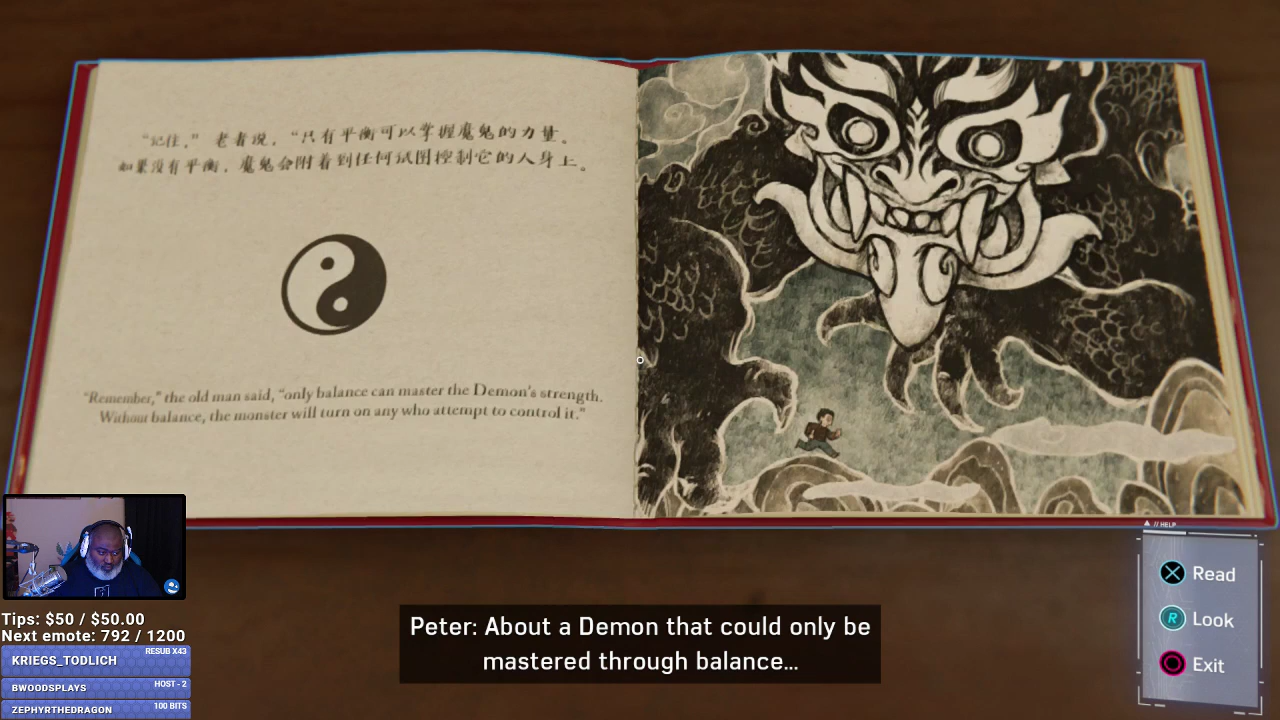 “记住，”老者说，“只有平衡可以掌握魔鬼的力量。
如果没有平衡，魔鬼会附着到任何试图控制它的人身上。
“Remember,” the old man said, “only balance can master the Demon's strength.
Without balance, the monster will turn on any who attempt to control it.”
Peter: About a Demon that could only be
mastered through balance...
// HELP
Read
R Look
Exit
Tips: $50 / $50.00
Next emote: 792 / 1200
RESUB X43
KRIEGS_TODLICH
HOST - 2
BWOODSPLAYS
100 BITS
ZEPHYRTHEDRAGON